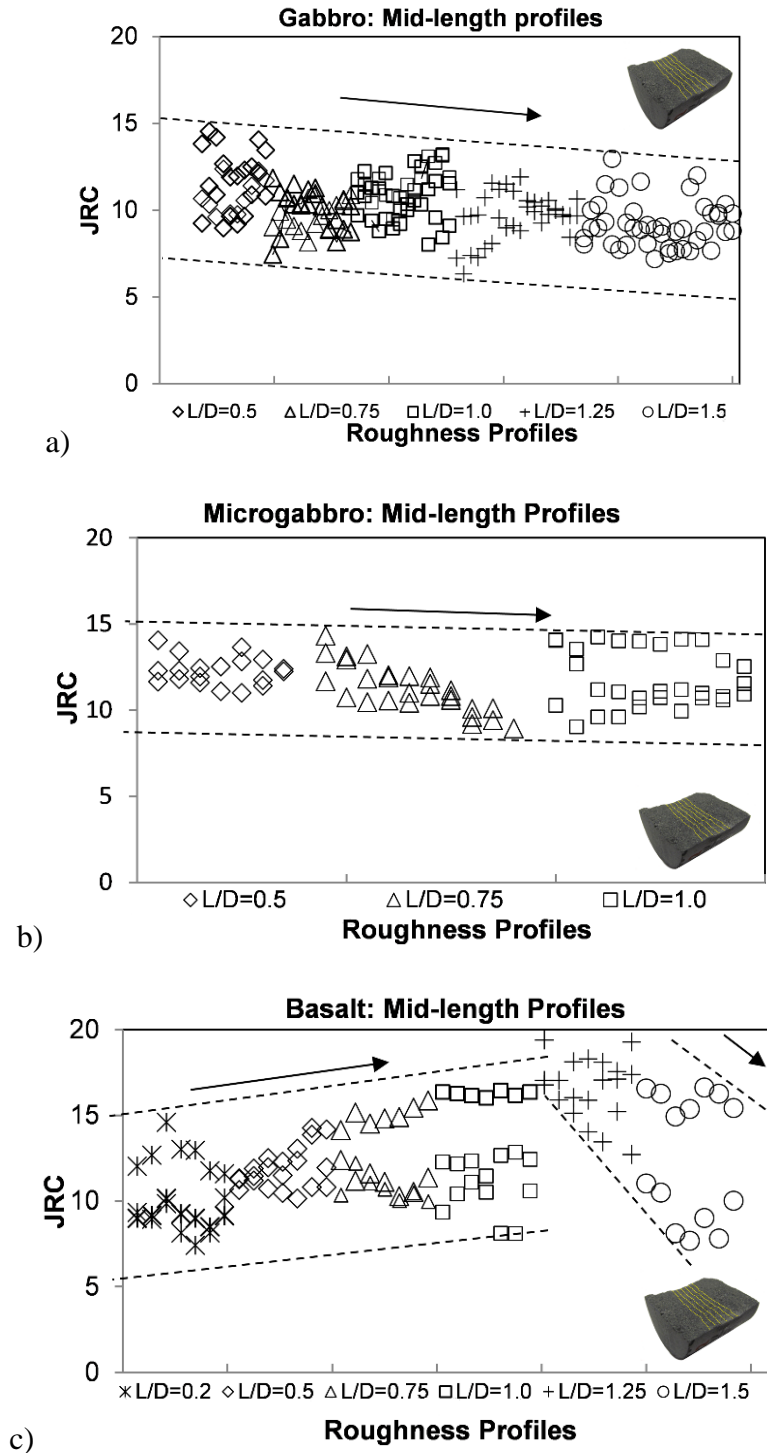 Gabbro: Mid-length profiles
20
15
10
5
0
JRC
L/D=0.5 L/D=0.75 L/D=1.0 L/D=1.25 L/D=1.5
Roughness Profiles
a)
Microgabbro: Mid-length Profiles
20
15
10
5
0
JRC
L/D=0.5 L/D=0.75 L/D=1.0
Roughness Profiles
b)
Basalt: Mid-length Profiles
20
15
10
5
0
JRC
L/D=0.2 L/D=0.5 L/D=0.75 L/D=1.0 L/D=1.25 L/D=1.5
Roughness Profiles
c)